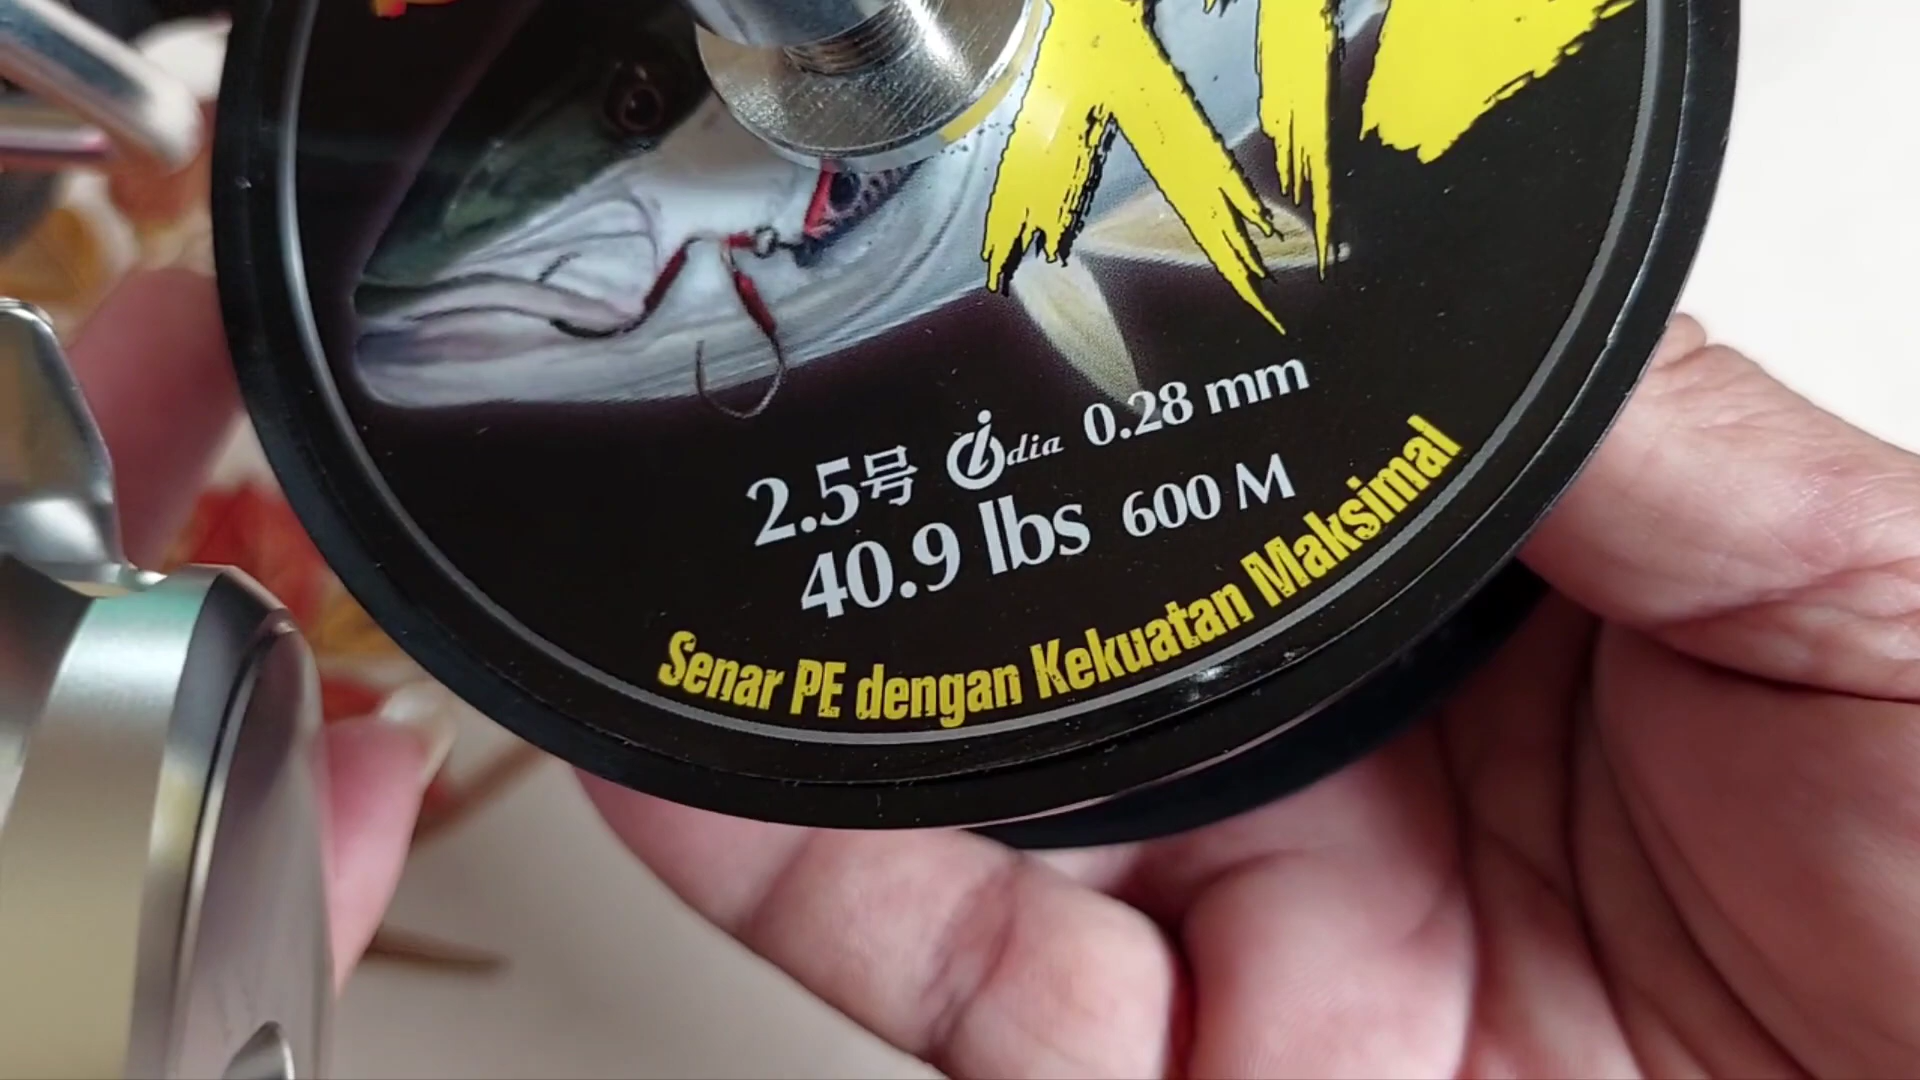 2.5号 dia 0.28 mm
40.9 lbs 600 M
Senar PE dengan Kekuatan Maksimal